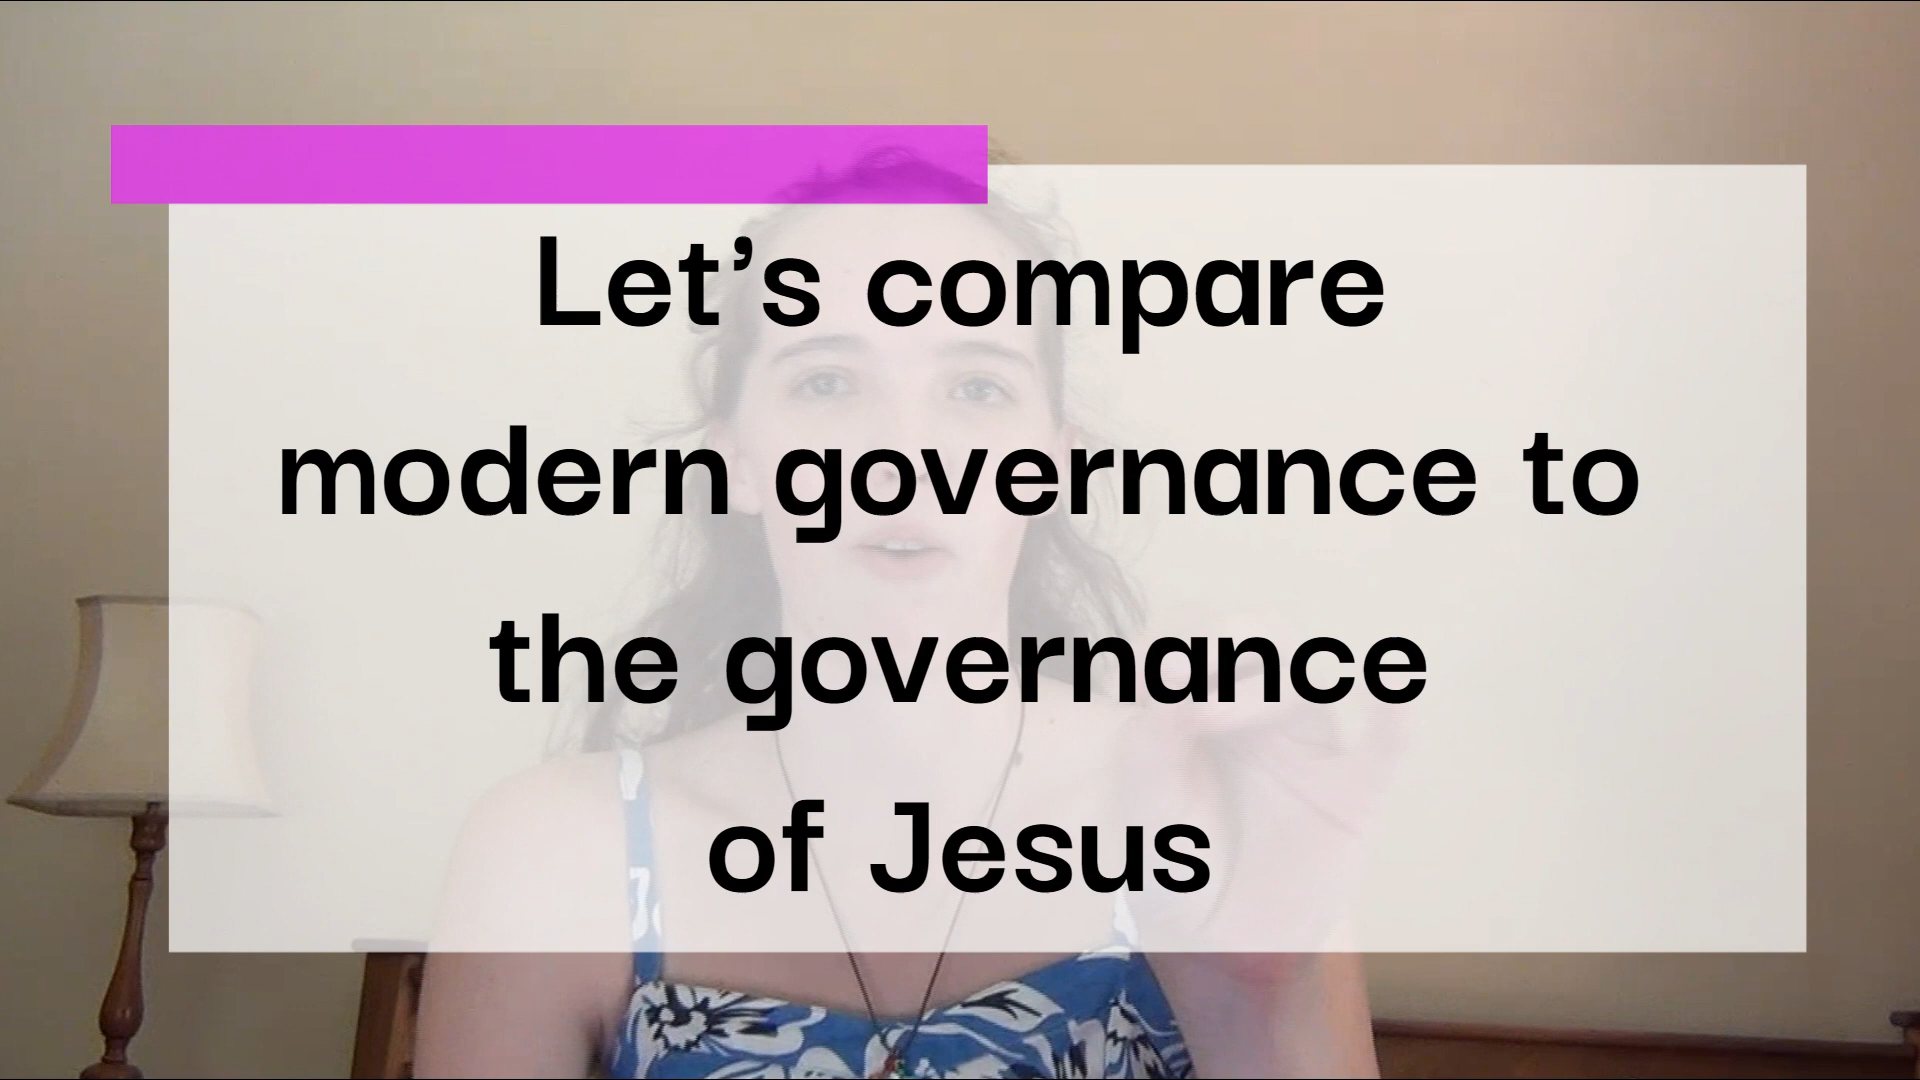 Let’s compare
modern governance to
the governance
of Jesus